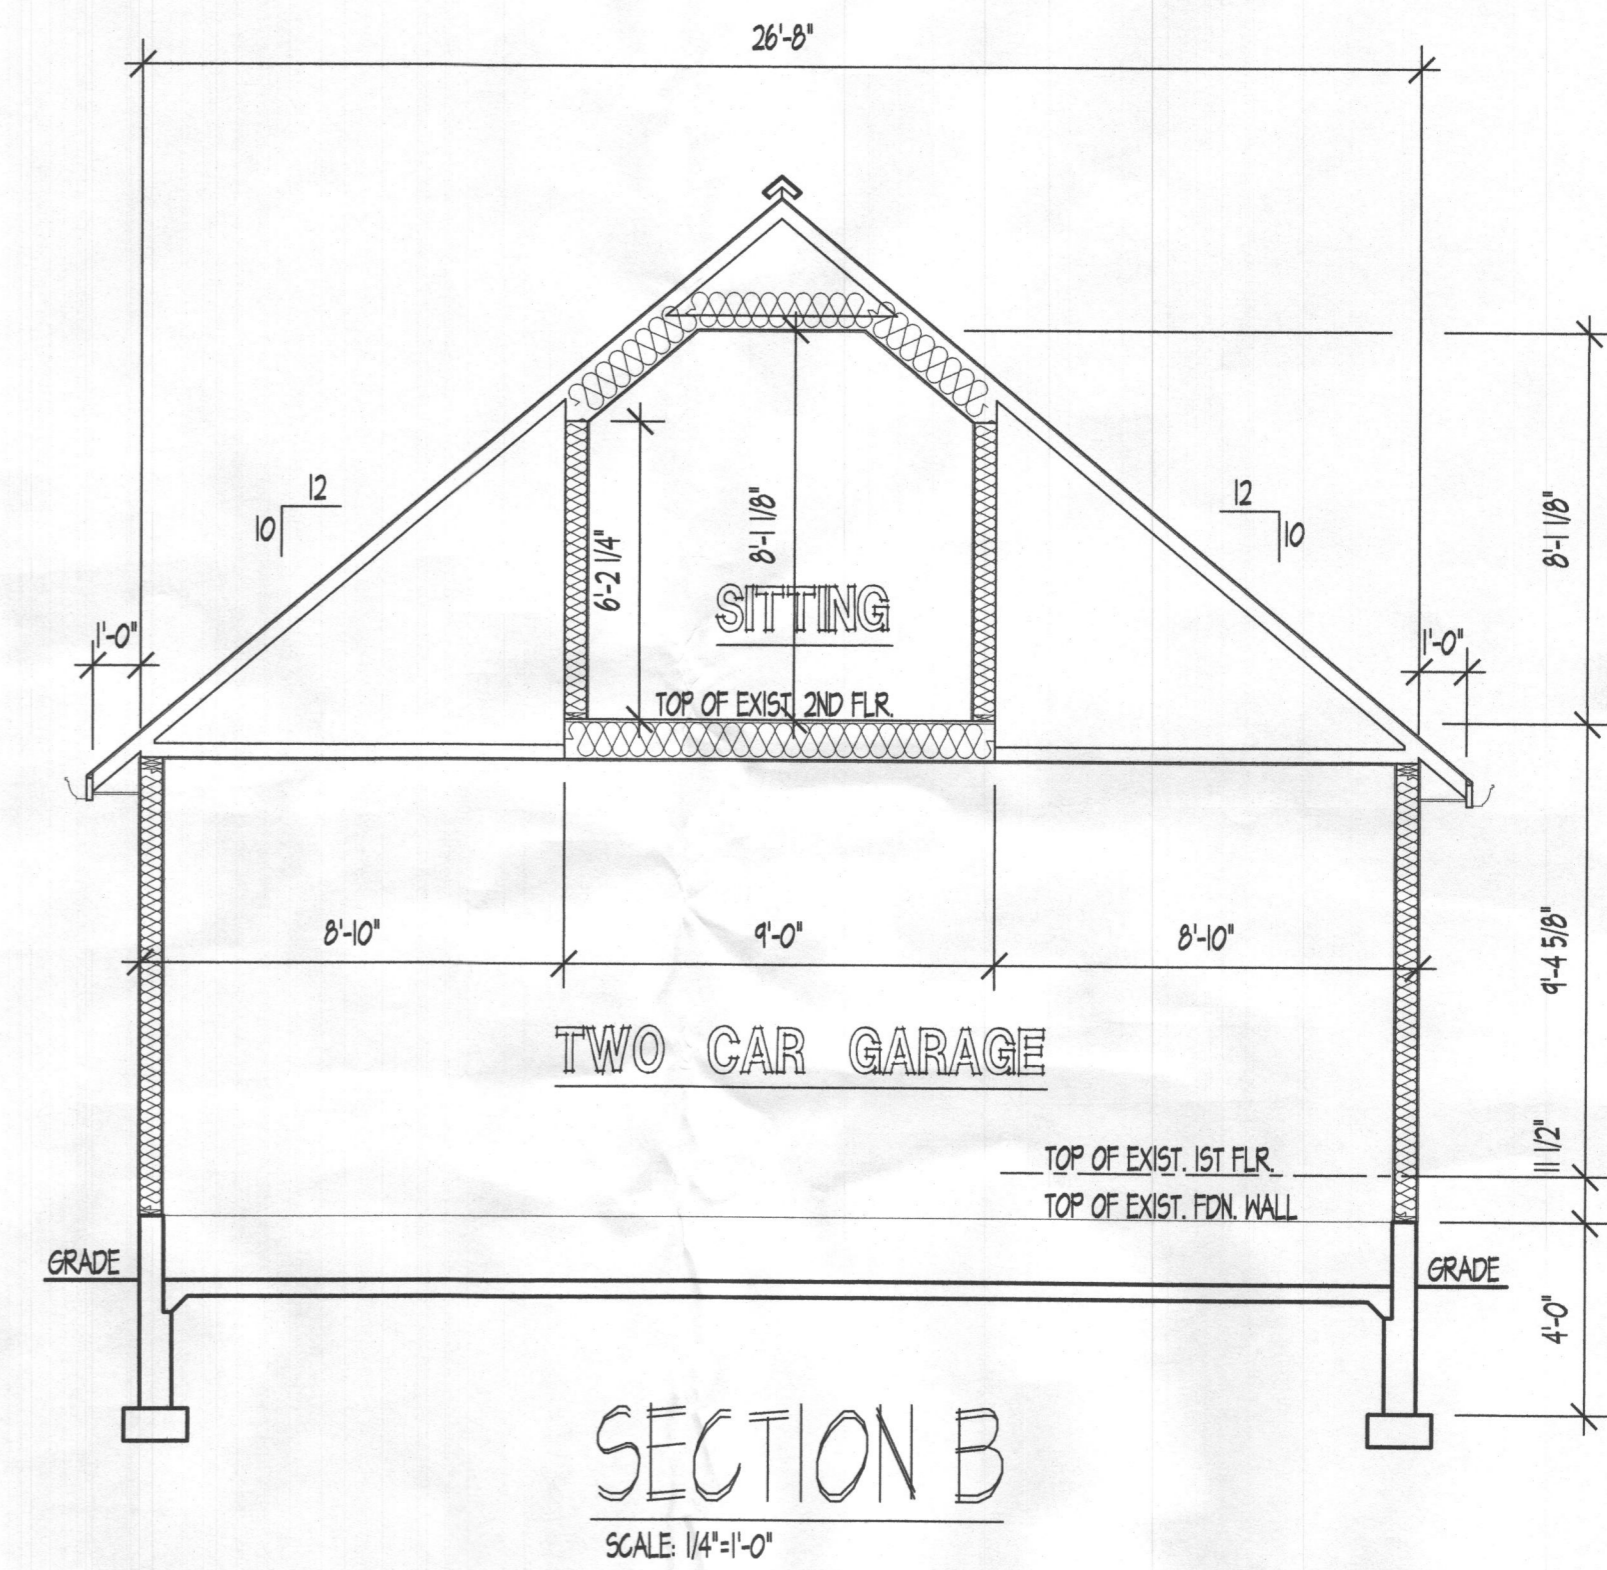 26'-8"
12
10
12
10
8'-1 1/8"
6'-2 1/4"
8'-1 1/8"
SITTING
1'-0"
1'-0"
TOP OF EXIST. 2ND FLR.
8'-10"
9'-0"
8'-10"
9'-4 5/8"
TWO CAR GARAGE
11 1/2"
TOP OF EXIST. 1ST FLR.
TOP OF EXIST. FDN. WALL
GRADE
GRADE
4'-0"
SECTION B
SCALE: 1/4"=1'-0"